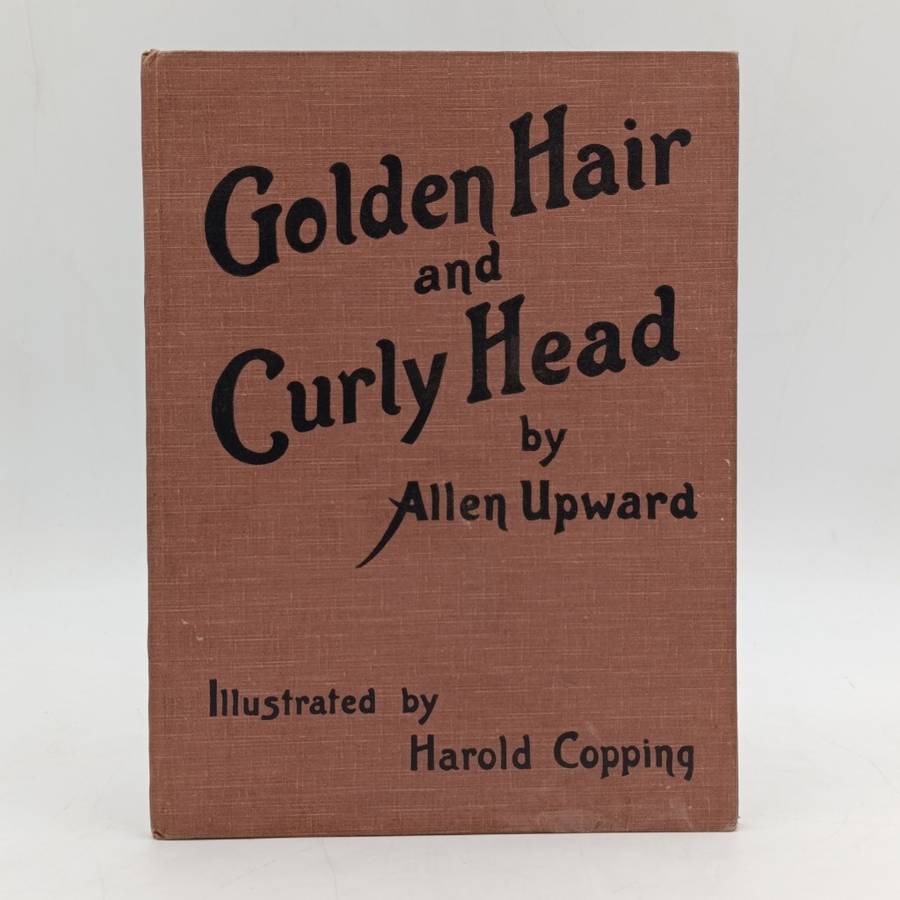 Golden Hair
and
Curly Head
by
Allen Upward
Illustrated by
Harold Copping